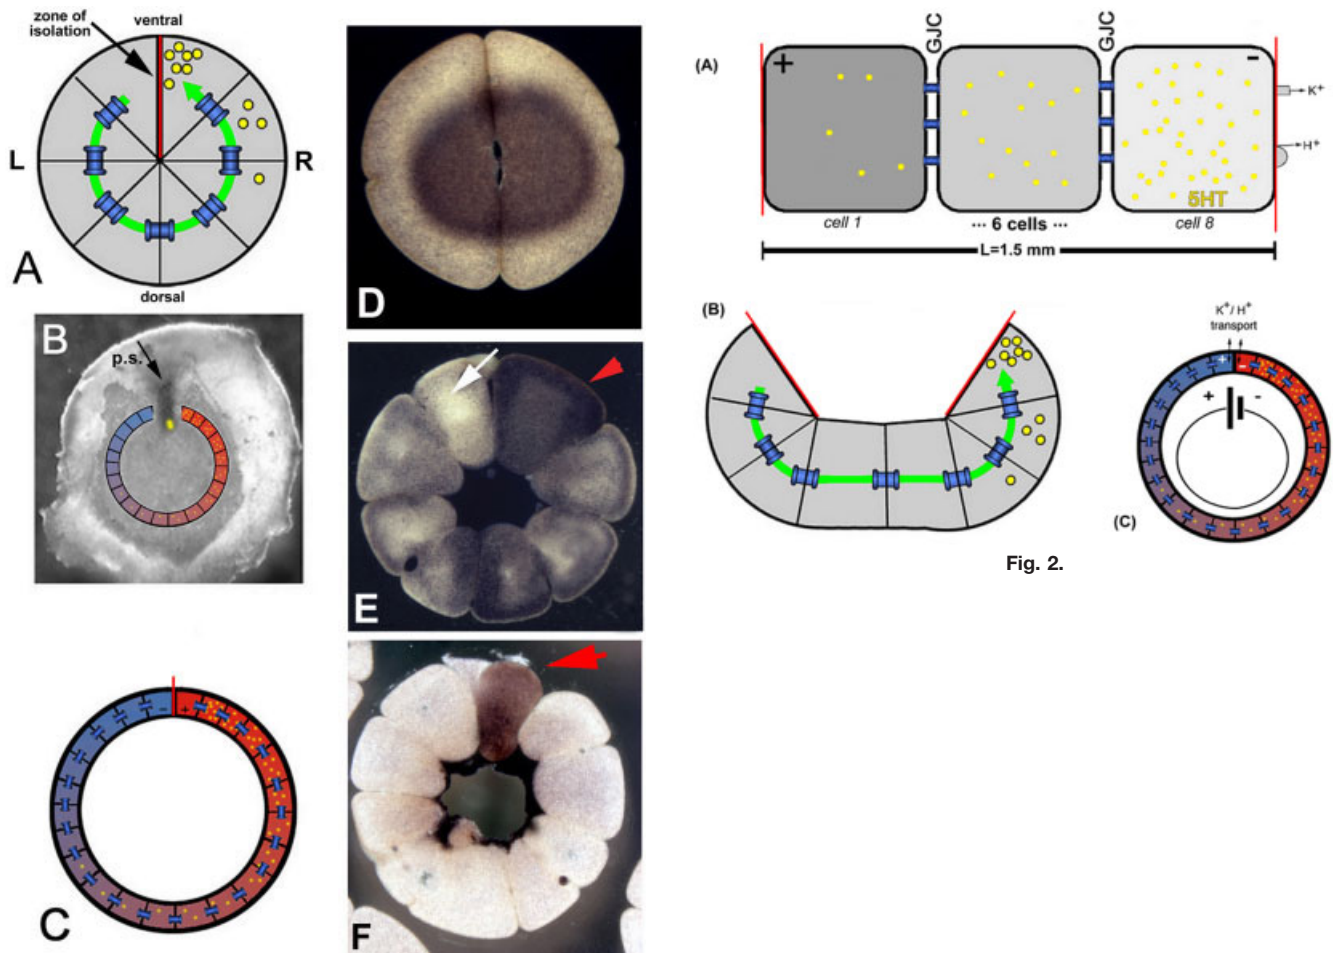 zone of
isolation
ventral
L
R
A
dorsal
B
p.s.
- +
C
D
E
F
(A)
GJC
GJC
+
-
K+
H+
5HT
cell 1
··· 6 cells ···
cell 8
L=1.5 mm
(B)
K+/ H+
transport
+ -
+ -
(C)
Fig. 2.